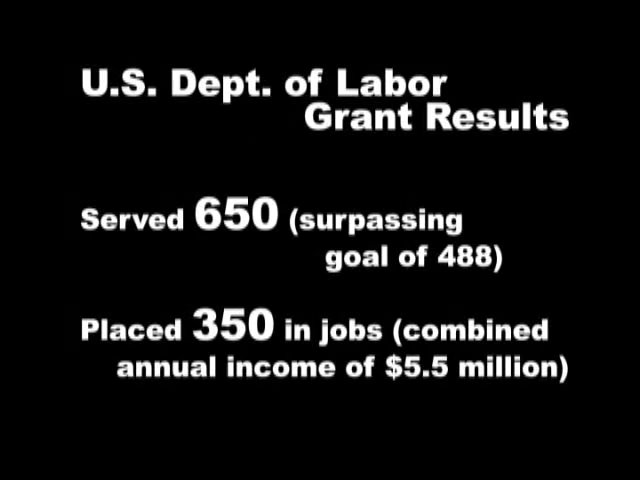 U.S. Dept. of Labor
Grant Results
Served 650 (surpassing
goal of 488)
Placed 350 in jobs (combined
annual income of $5.5 million)